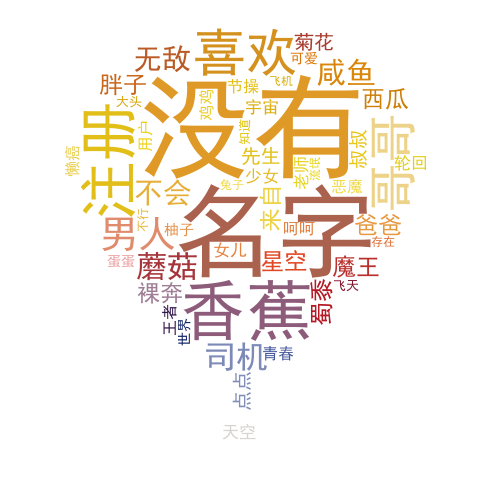 喜欢
菊花
无敌
可爱
咸鱼
胖子
节操
飞机
西瓜
大头
鸡鸡
宇宙
没有
注册
用户
知道
哥哥
先生
叔叔
懒癌
老师
流氓
轮回
少女
不会
兔子
恶魔
名字
来自
不行
柚子
呵呵
爸爸
男人
女儿
存在
蛋蛋
蘑菇
星空
魔王
裸奔
香蕉
蜀黍
飞天
王者
世界
司机
青春
点点
天空